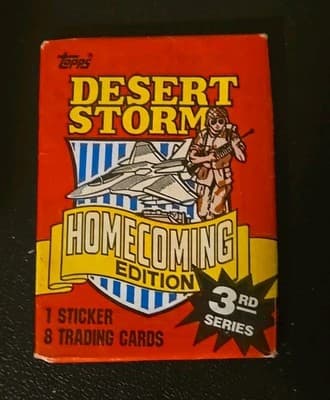 Topps
DESERT
STORM
HOMECOMING
EDITION
3RD
SERIES
1 STICKER
8 TRADING CARDS